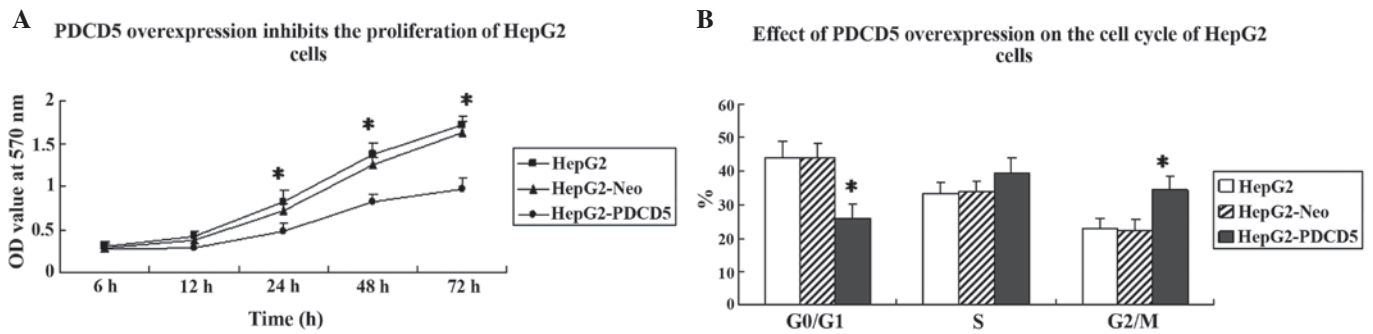 A
PDCD5 overexpression inhibits the proliferation of HepG2
cells
OD value at 570 nm
2
1.5
1
0.5
0
6 h
12 h
24 h
48 h
72 h
Time (h)
*
*
*
HepG2
HepG2-Neo
HepG2-PDCD5
B
Effect of PDCD5 overexpression on the cell cycle of HepG2
cells
%
60
50
40
30
20
10
0
G0/G1
S
G2/M
*
*
HepG2
HepG2-Neo
HepG2-PDCD5